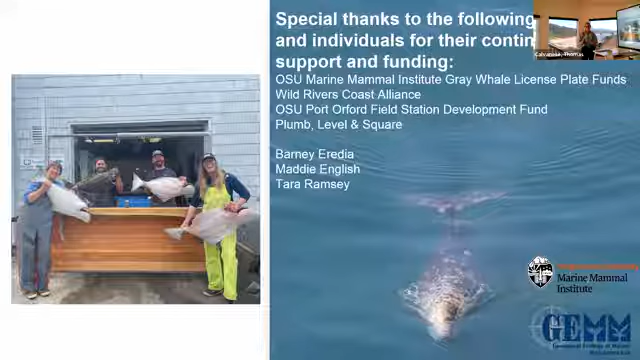 Special thanks to the following
and individuals for their contin
support and funding:
OSU Marine Mammal Institute Gray Whale License Plate Funds
Wild Rivers Coast Alliance
OSU Port Orford Field Station Development Fund
Plumb, Level & Square
Barney Eredia
Maddie English
Tara Ramsey
Calvanese, Thomas
Marine Mammal
Institute
GEMM